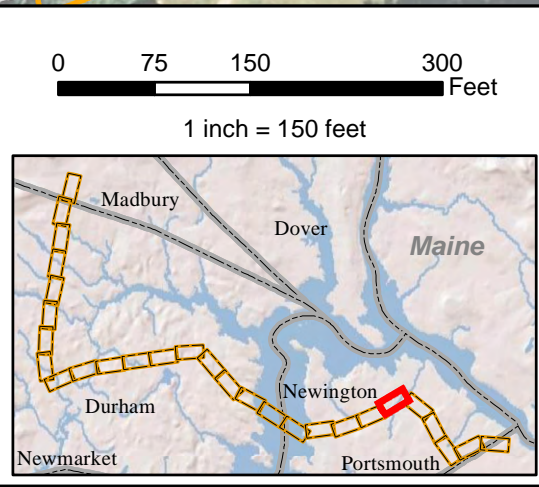 0 75 150 300
Feet
1 inch = 150 feet
Madbury
Dover
Maine
Newington
Durham
Newmarket
Portsmouth